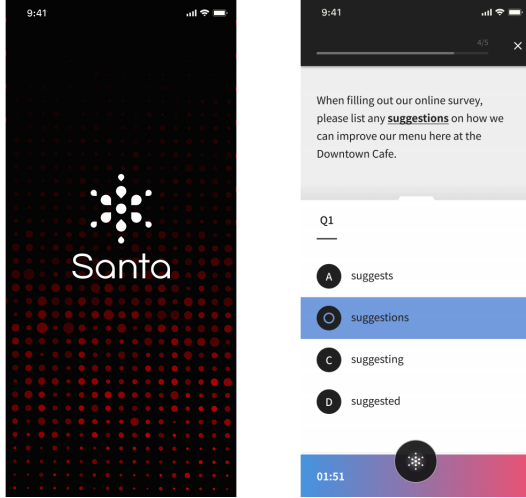 9:41
Santa
9:41
4/5
When filling out our online survey,
please list any suggestions on how we
can improve our menu here at the
Downtown Cafe.
Q1
A suggests
suggestions
C suggesting
D suggested
01:51